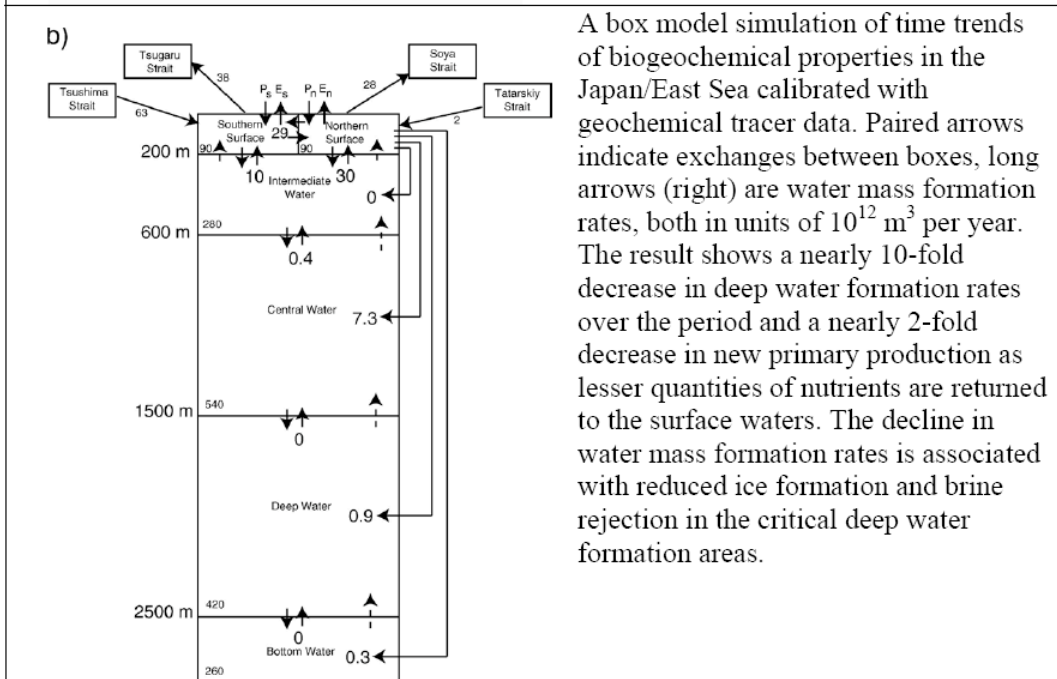 b)
Tsugaru
Strait
Soya
Strait
38
28
Tsushima
Strait
Ps Es
Pn En
Tatarskiy
Strait
63
2
Southern
Surface
29
Northern
Surface
90
90
200 m
10
30
Intermediate
Water
0
280
600 m
0.4
Central Water
7.3
540
1500 m
0
Deep Water
0.9
420
2500 m
0
Bottom Water
0.3
260
A box model simulation of time trends
of biogeochemical properties in the
Japan/East Sea calibrated with
geochemical tracer data. Paired arrows
indicate exchanges between boxes, long
arrows (right) are water mass formation
rates, both in units of 10¹² m³ per year.
The result shows a nearly 10-fold
decrease in deep water formation rates
over the period and a nearly 2-fold
decrease in new primary production as
lesser quantities of nutrients are returned
to the surface waters. The decline in
water mass formation rates is associated
with reduced ice formation and brine
rejection in the critical deep water
formation areas.